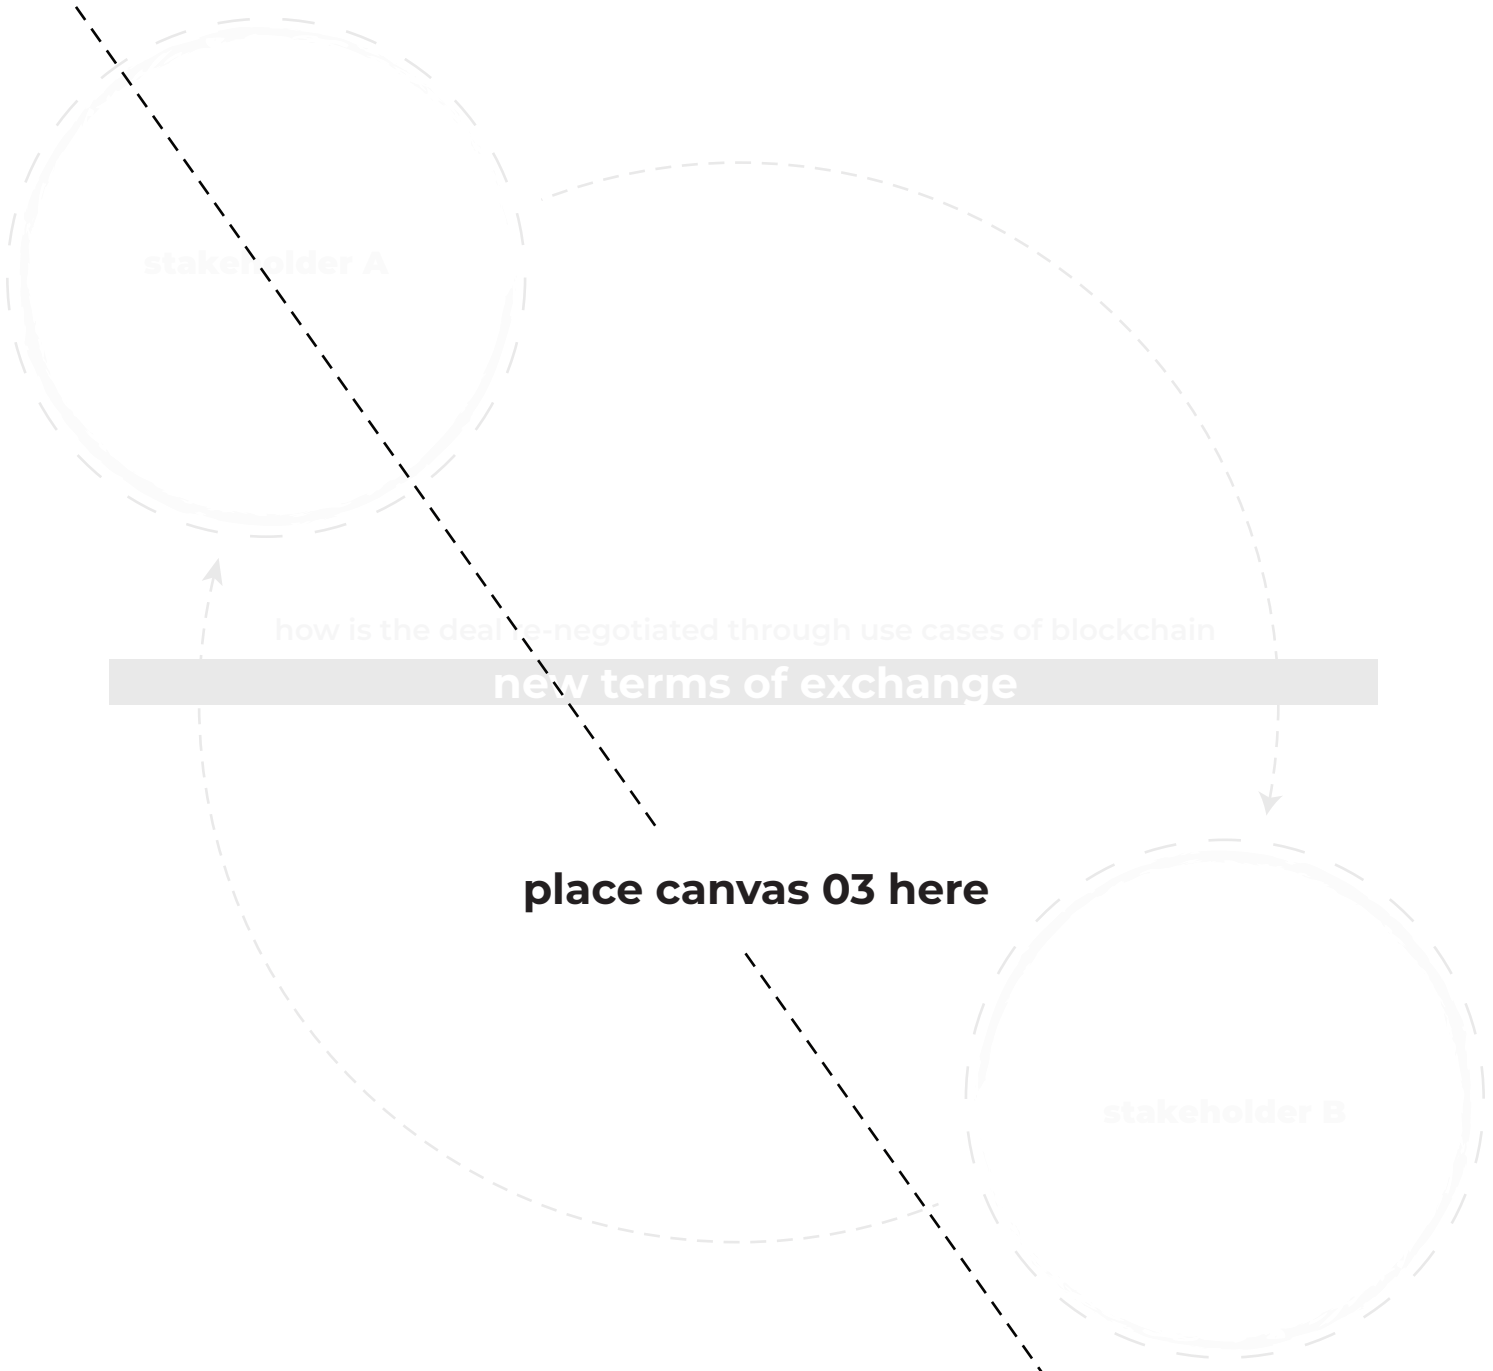 stakeholder A
how is the deal re-negotiated through use cases of blockchain
new terms of exchange
place canvas 03 here
stakeholder B